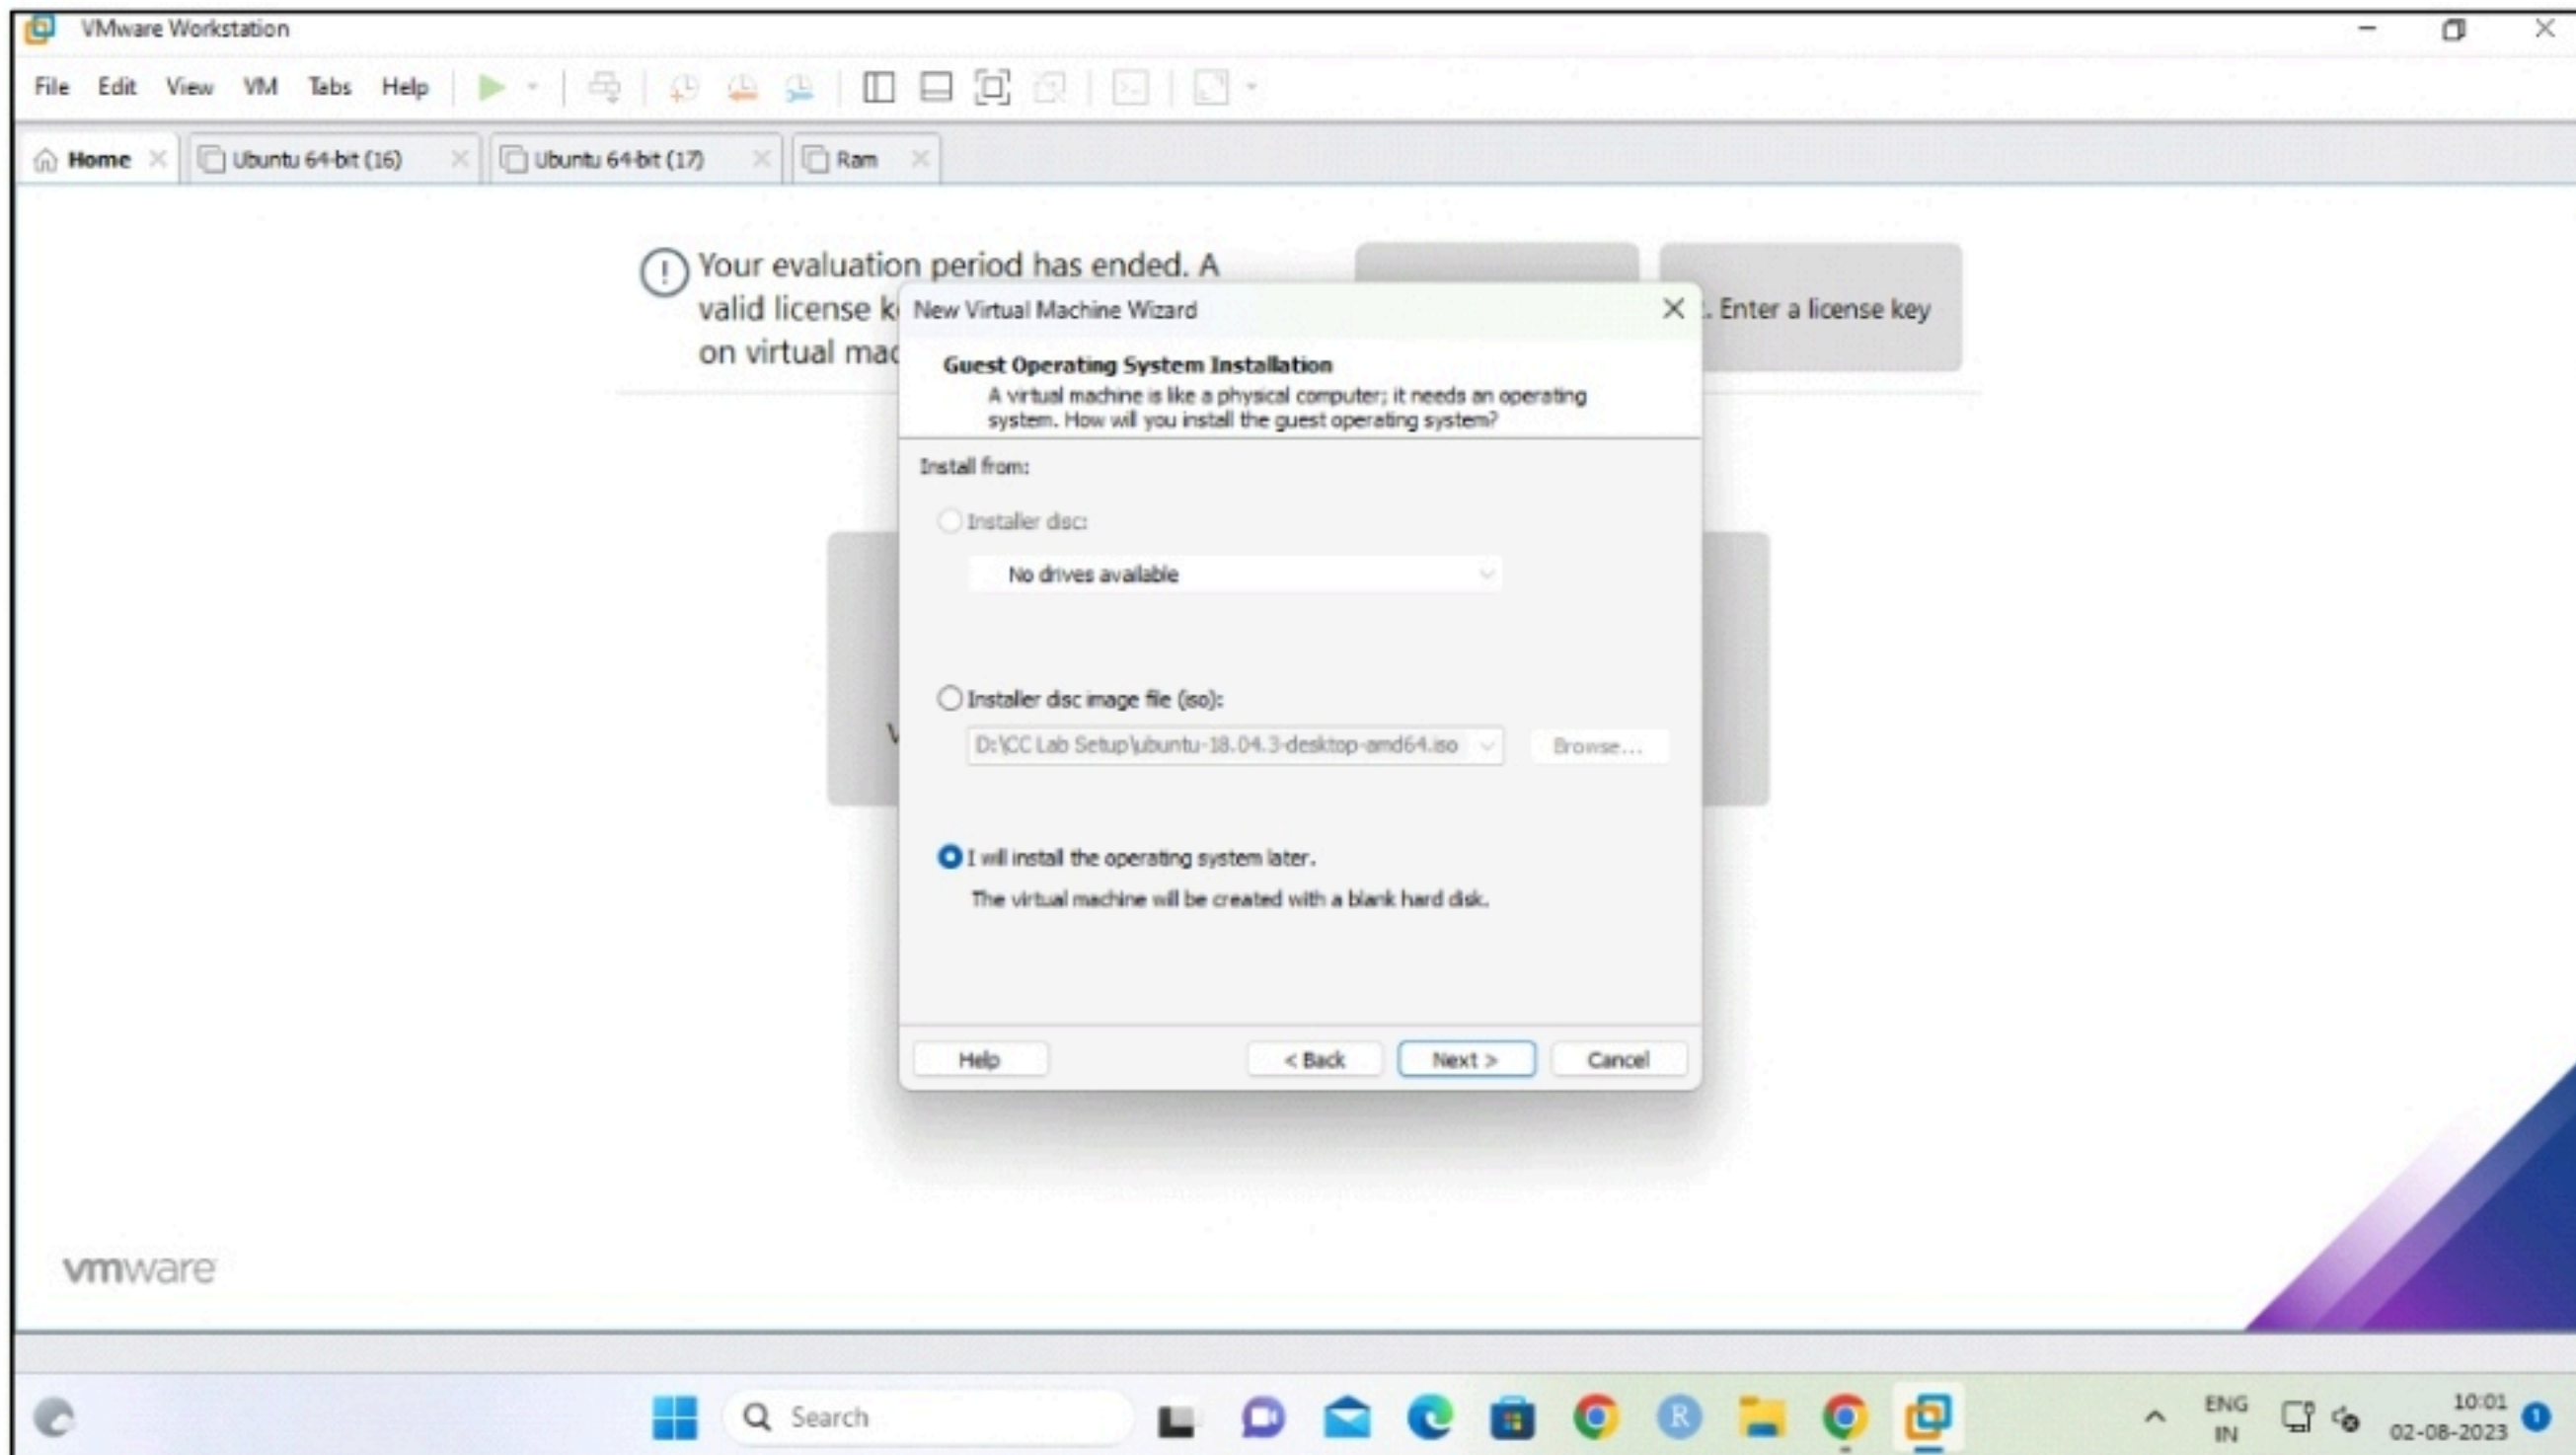 VMware Workstation
File Edit View VM Tabs Help
Home Ubuntu 64-bit (16) Ubuntu 64-bit (17) Ram
Your evaluation period has ended. A
valid license
on virtual
. Enter a license key
New Virtual Machine Wizard
Guest Operating System Installation
A virtual machine is like a physical computer; it needs an operating
system. How will you install the guest operating system?
Install from:
Installer disc:
No drives available
Installer disc image file (iso):
D:\CC Lab Setup\ubuntu-18.04.3-desktop-amd64.iso Browse...
I will install the operating system later.
The virtual machine will be created with a blank hard disk.
Help < Back Next > Cancel
vmware
Search
R
ENG
IN
10:01
02-08-2023
1